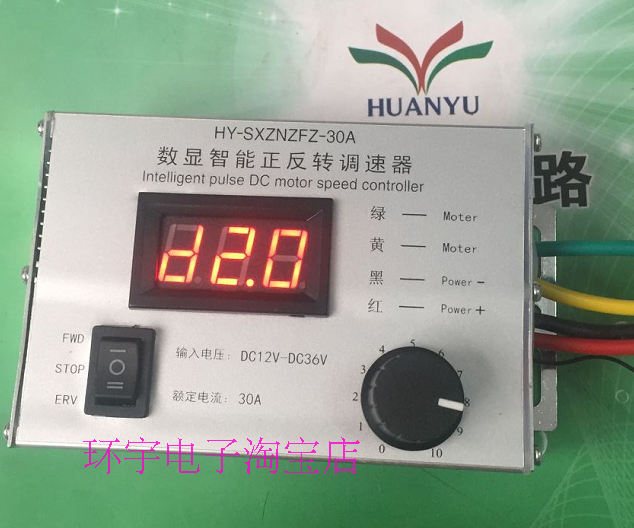 HUANYU
路
HY-SXZNZFZ-30A
数显智能正反转调速器
Intelligent pulse DC motor speed controller
d2.0
绿 — Moter
黄 — Moter
黑 — Power -
红 — Power +
FWD
STOP
ERV
输入电压: DC12V-DC36V
额定电流: 30A
0 1 2 3 4 5 6 7 8 9 10
环宇电子淘宝店